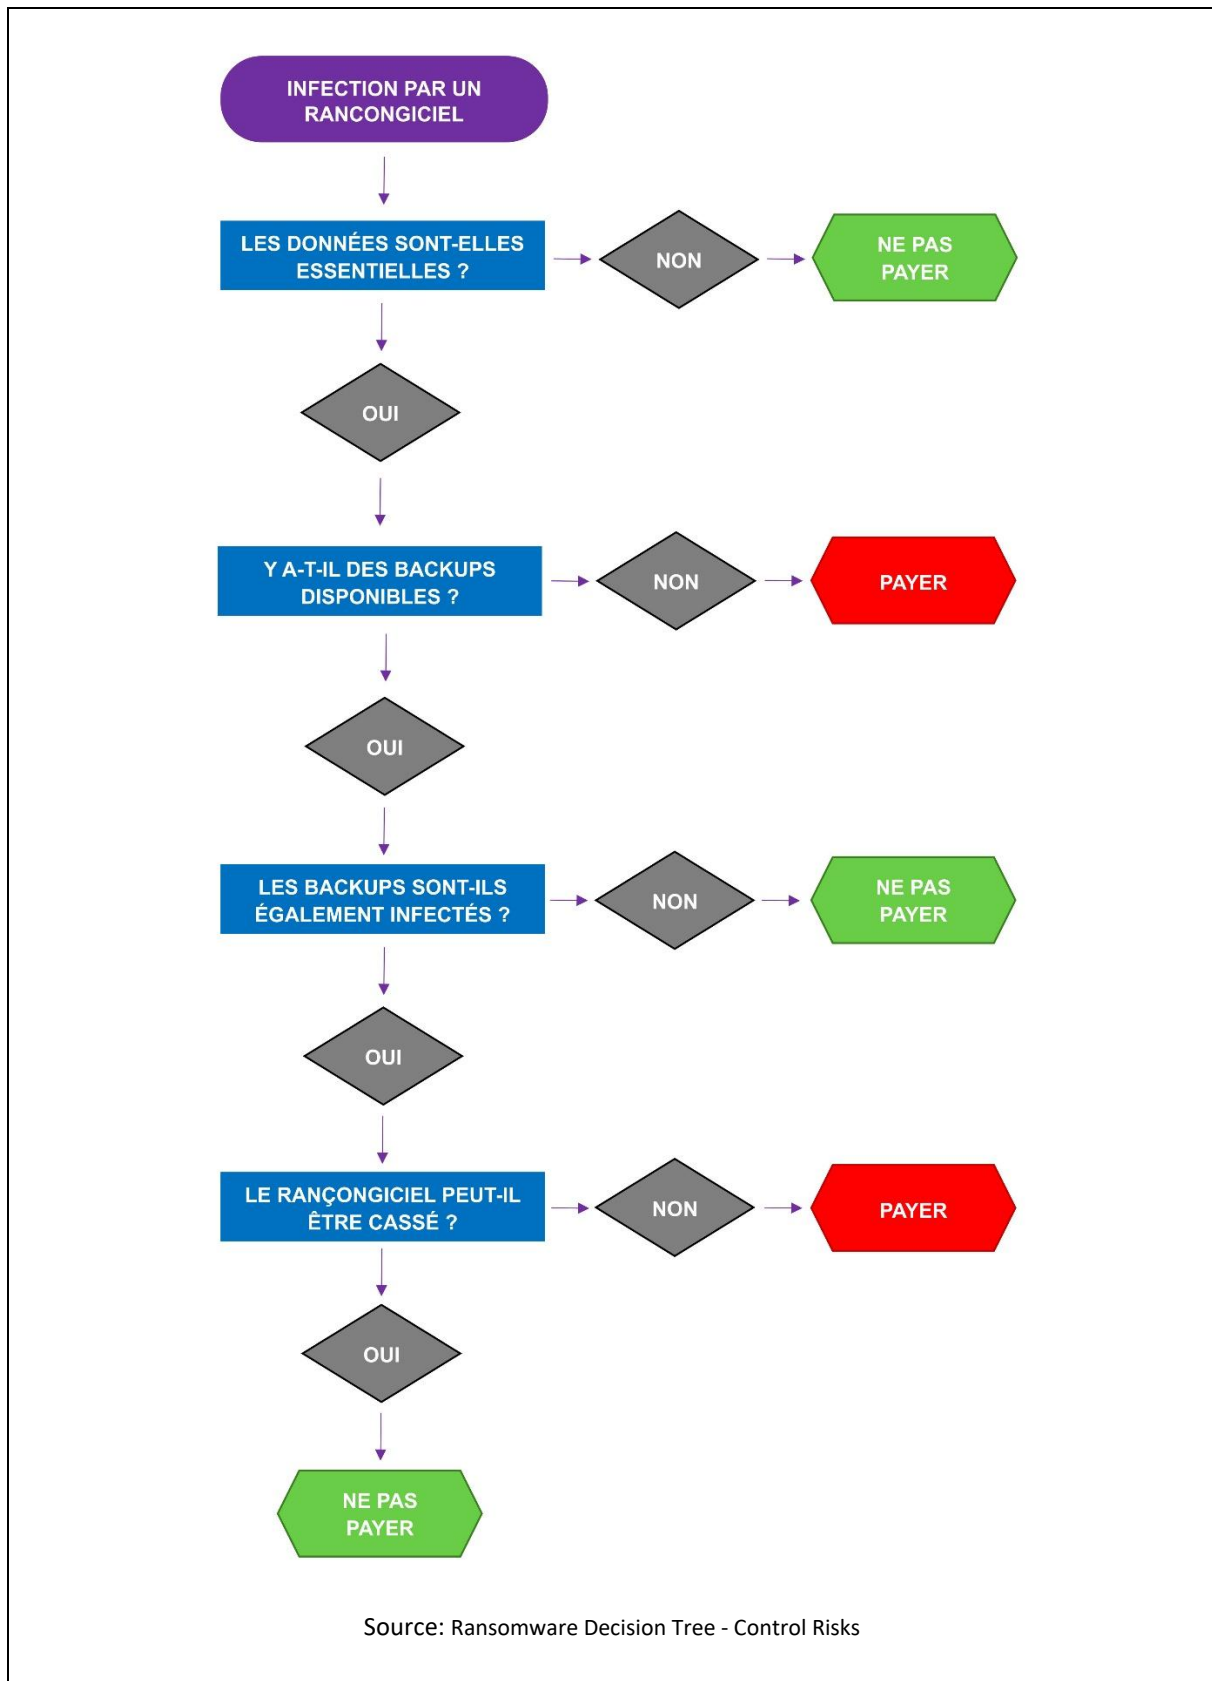 INFECTION PAR UN
RANCONGICIEL
LES DONNÉES SONT-ELLES
ESSENTIELLES ?
NON
NE PAS
PAYER
OUI
Y A-T-IL DES BACKUPS
DISPONIBLES ?
NON
PAYER
OUI
LES BACKUPS SONT-ILS
ÉGALEMENT INFECTÉS ?
NON
NE PAS
PAYER
OUI
LE RANÇONGICIEL PEUT-IL
ÊTRE CASSÉ ?
NON
PAYER
OUI
NE PAS
PAYER
Source: Ransomware Decision Tree - Control Risks